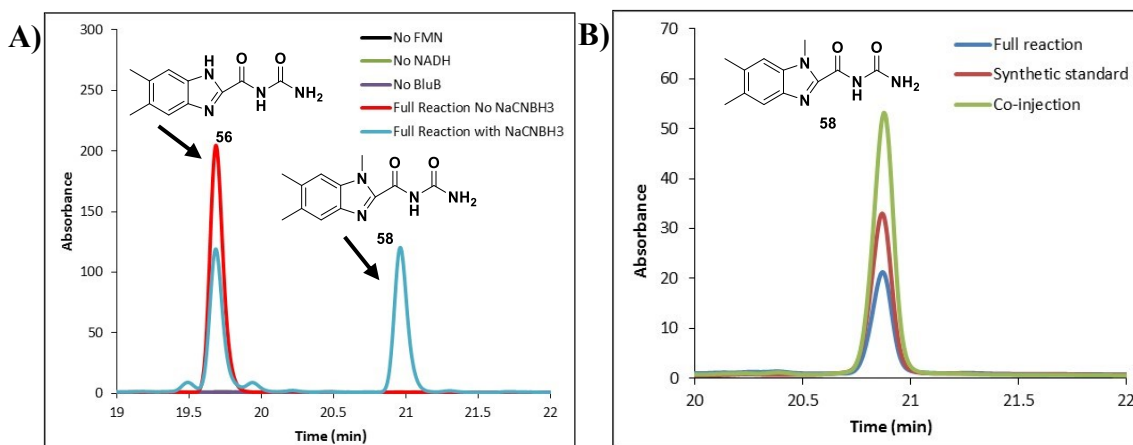 A)
300
250
200
150
100
50
0
19
19.5
20
20.5
21
21.5
22
Absorbance
Time (min)
No FMN
No NADH
No BluB
Full Reaction No NaCNBH3
Full Reaction with NaCNBH3
H
N
N
O
N
H
O
NH2
56
N
N
O
N
H
O
NH2
58
B)
70
60
50
40
30
20
10
0
20
20.5
21
21.5
22
Absorbance
Time (min)
N
N
O
N
H
O
NH2
58
Full reaction
Synthetic standard
Co-injection